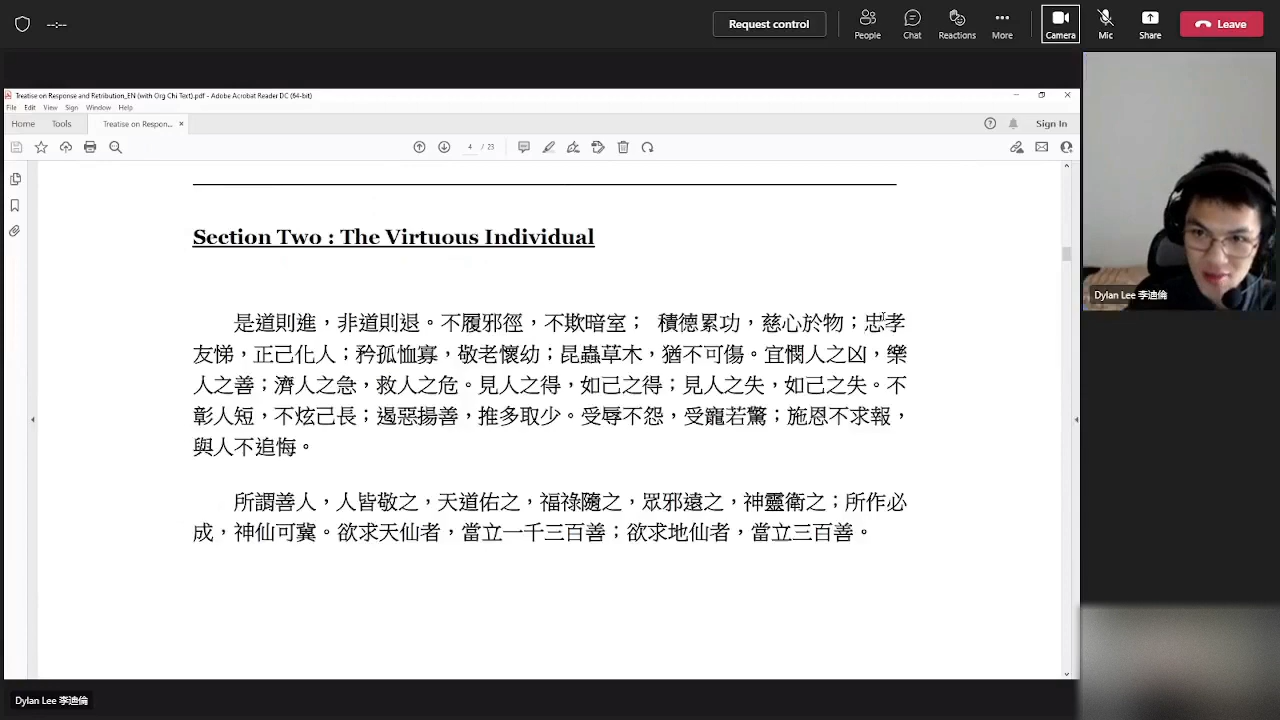 --:--
Request control
People
Chat
Reactions
More
Camera
Mic
Share
Leave
Treatise on Response and Retribution_EN (with Org Chi Text).pdf - Adobe Acrobat Reader DC (64-bit)
File Edit View Sign Window Help
Home Tools Treatise on Respon... × Sign In
4 / 23
Section Two : The Virtuous Individual
是道則進，非道則退。不履邪徑，不欺暗室； 積德累功，慈心於物；忠孝
友悌，正己化人；矜孤恤寡，敬老懷幼；昆蟲草木，猶不可傷。宜憫人之凶，樂
人之善；濟人之急，救人之危。見人之得，如己之得；見人之失，如己之失。不
彰人短，不炫己長；遏惡揚善，推多取少。受辱不怨，受寵若驚；施恩不求報，
與人不追悔。
所謂善人，人皆敬之，天道佑之，福祿隨之，眾邪遠之，神靈衛之；所作必
成，神仙可冀。欲求天仙者，當立一千三百善；欲求地仙者，當立三百善。
Dylan Lee 李迪倫
Dylan Lee 李迪倫